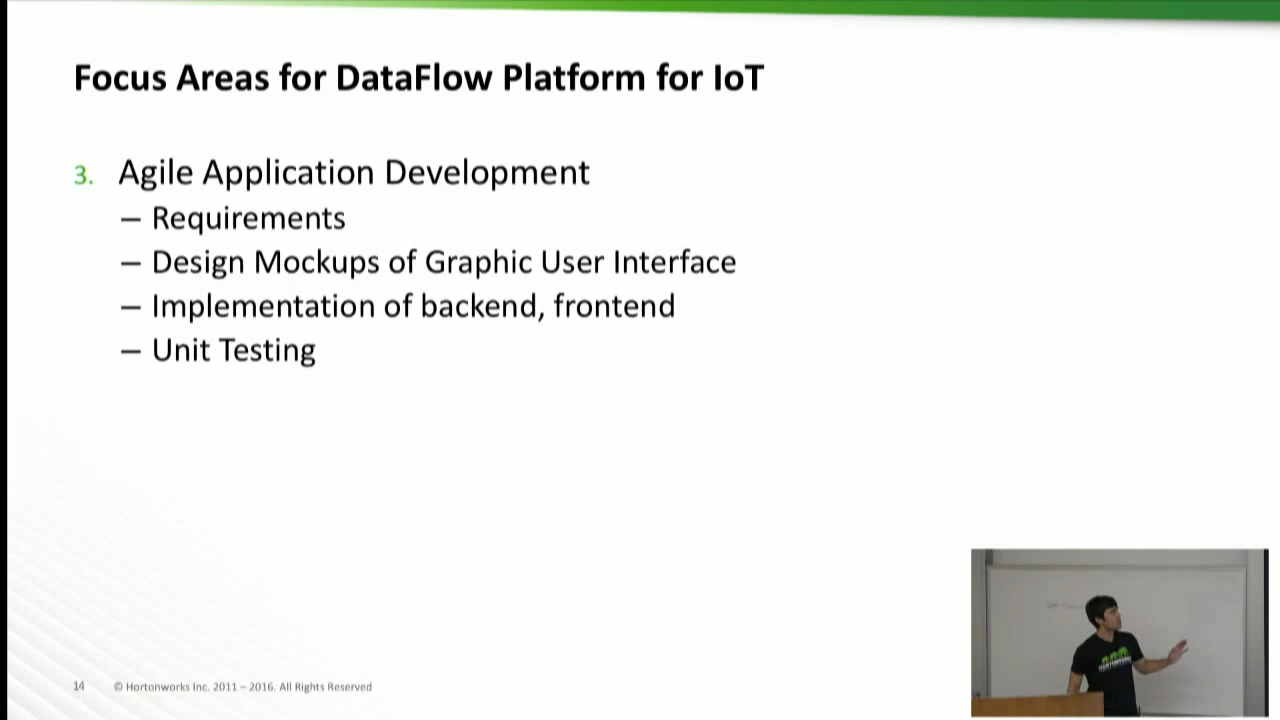 Focus Areas for DataFlow Platform for IoT
3. Agile Application Development
– Requirements
– Design Mockups of Graphic User Interface
– Implementation of backend, frontend
– Unit Testing
14 © Hortonworks Inc. 2011 – 2016. All Rights Reserved